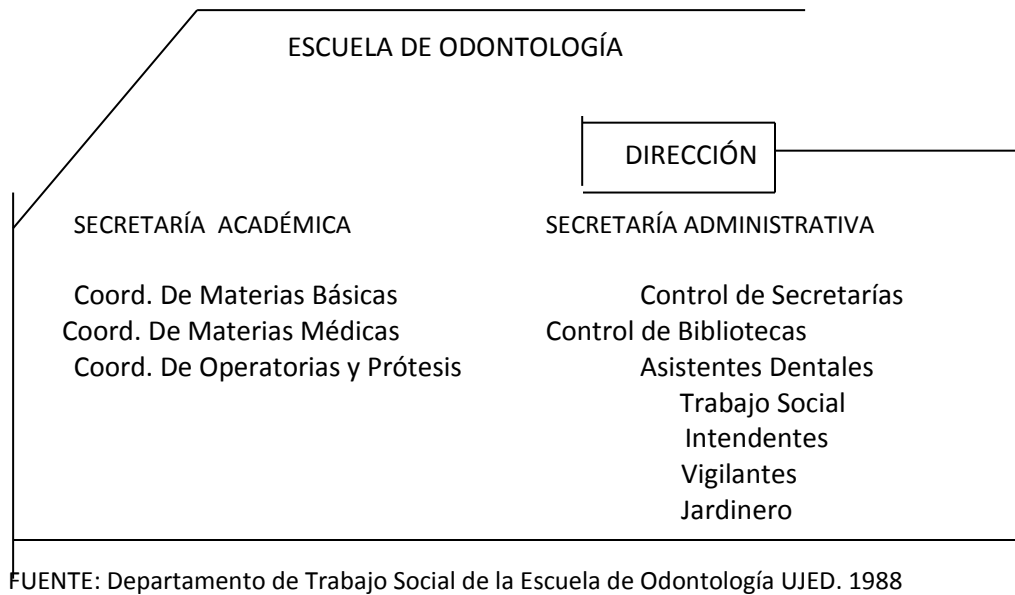 ESCUELA DE ODONTOLOGÍA
DIRECCIÓN
SECRETARÍA ACADÉMICA SECRETARÍA ADMINISTRATIVA
Coord. De Materias Básicas Control de Secretarías
Coord. De Materias Médicas Control de Bibliotecas
Coord. De Operatorias y Prótesis Asistentes Dentales
Trabajo Social
Intendentes
Vigilantes
Jardinero
FUENTE: Departamento de Trabajo Social de la Escuela de Odontología UJED. 1988